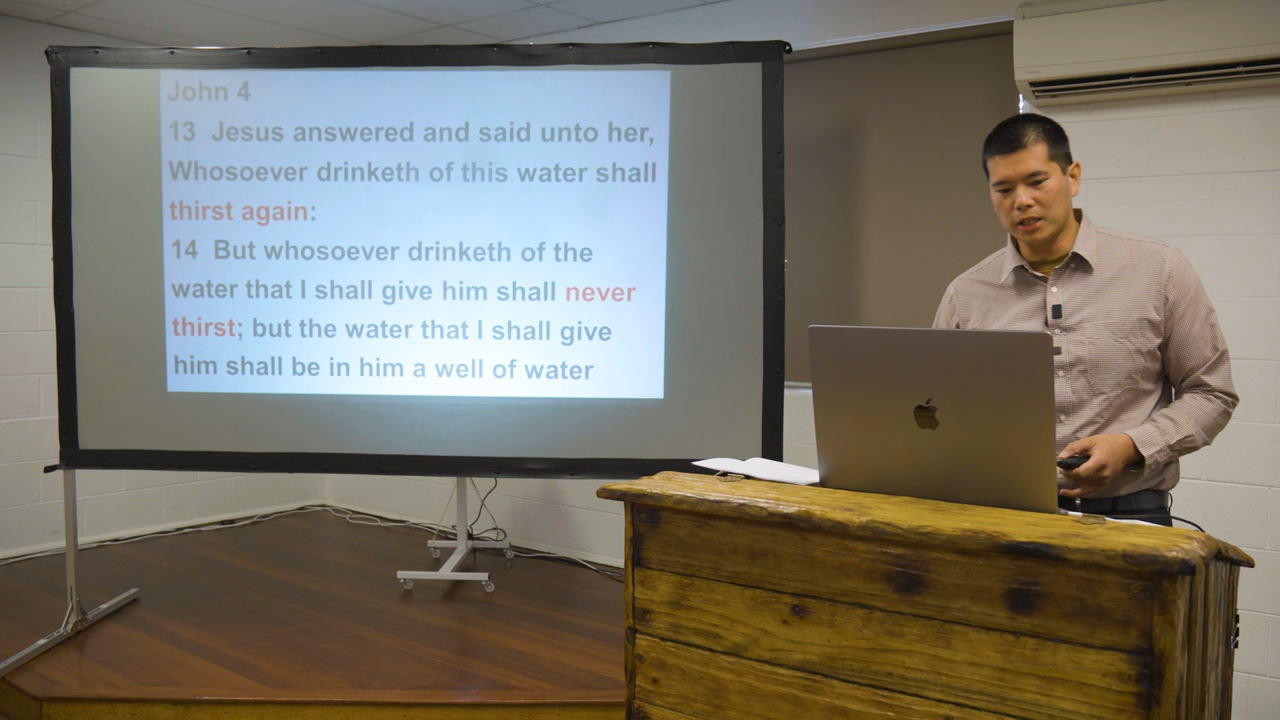 John 4
13 Jesus answered and said unto her,
Whosoever drinketh of this water shall
thirst again:
14 But whosoever drinketh of the
water that I shall give him shall never
thirst; but the water that I shall give
him shall be in him a well of water